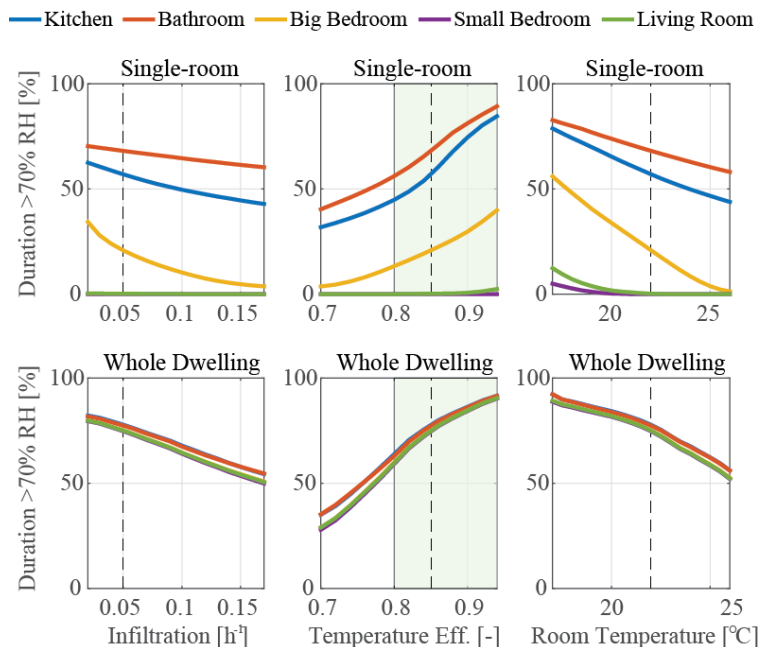 Kitchen Bathroom Big Bedroom Small Bedroom Living Room
Single-room Single-room Single-room
Duration >70% RH [%]
100 100 100
50 50 50
0 0 0
0.05 0.1 0.15 0.7 0.8 0.9 20 25
Whole Dwelling Whole Dwelling Whole Dwelling
Duration >70% RH [%]
100 100 100
50 50 50
0 0 0
0.05 0.1 0.15 0.7 0.8 0.9 20 25
Infiltration [h⁻¹] Temperature Eff. [-] Room Temperature [°C]